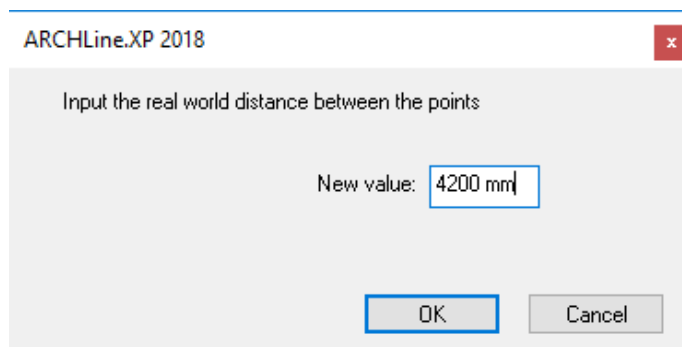 ARCHLine.XP 2018
x
Input the real world distance between the points
New value: 4200 mm
OK Cancel